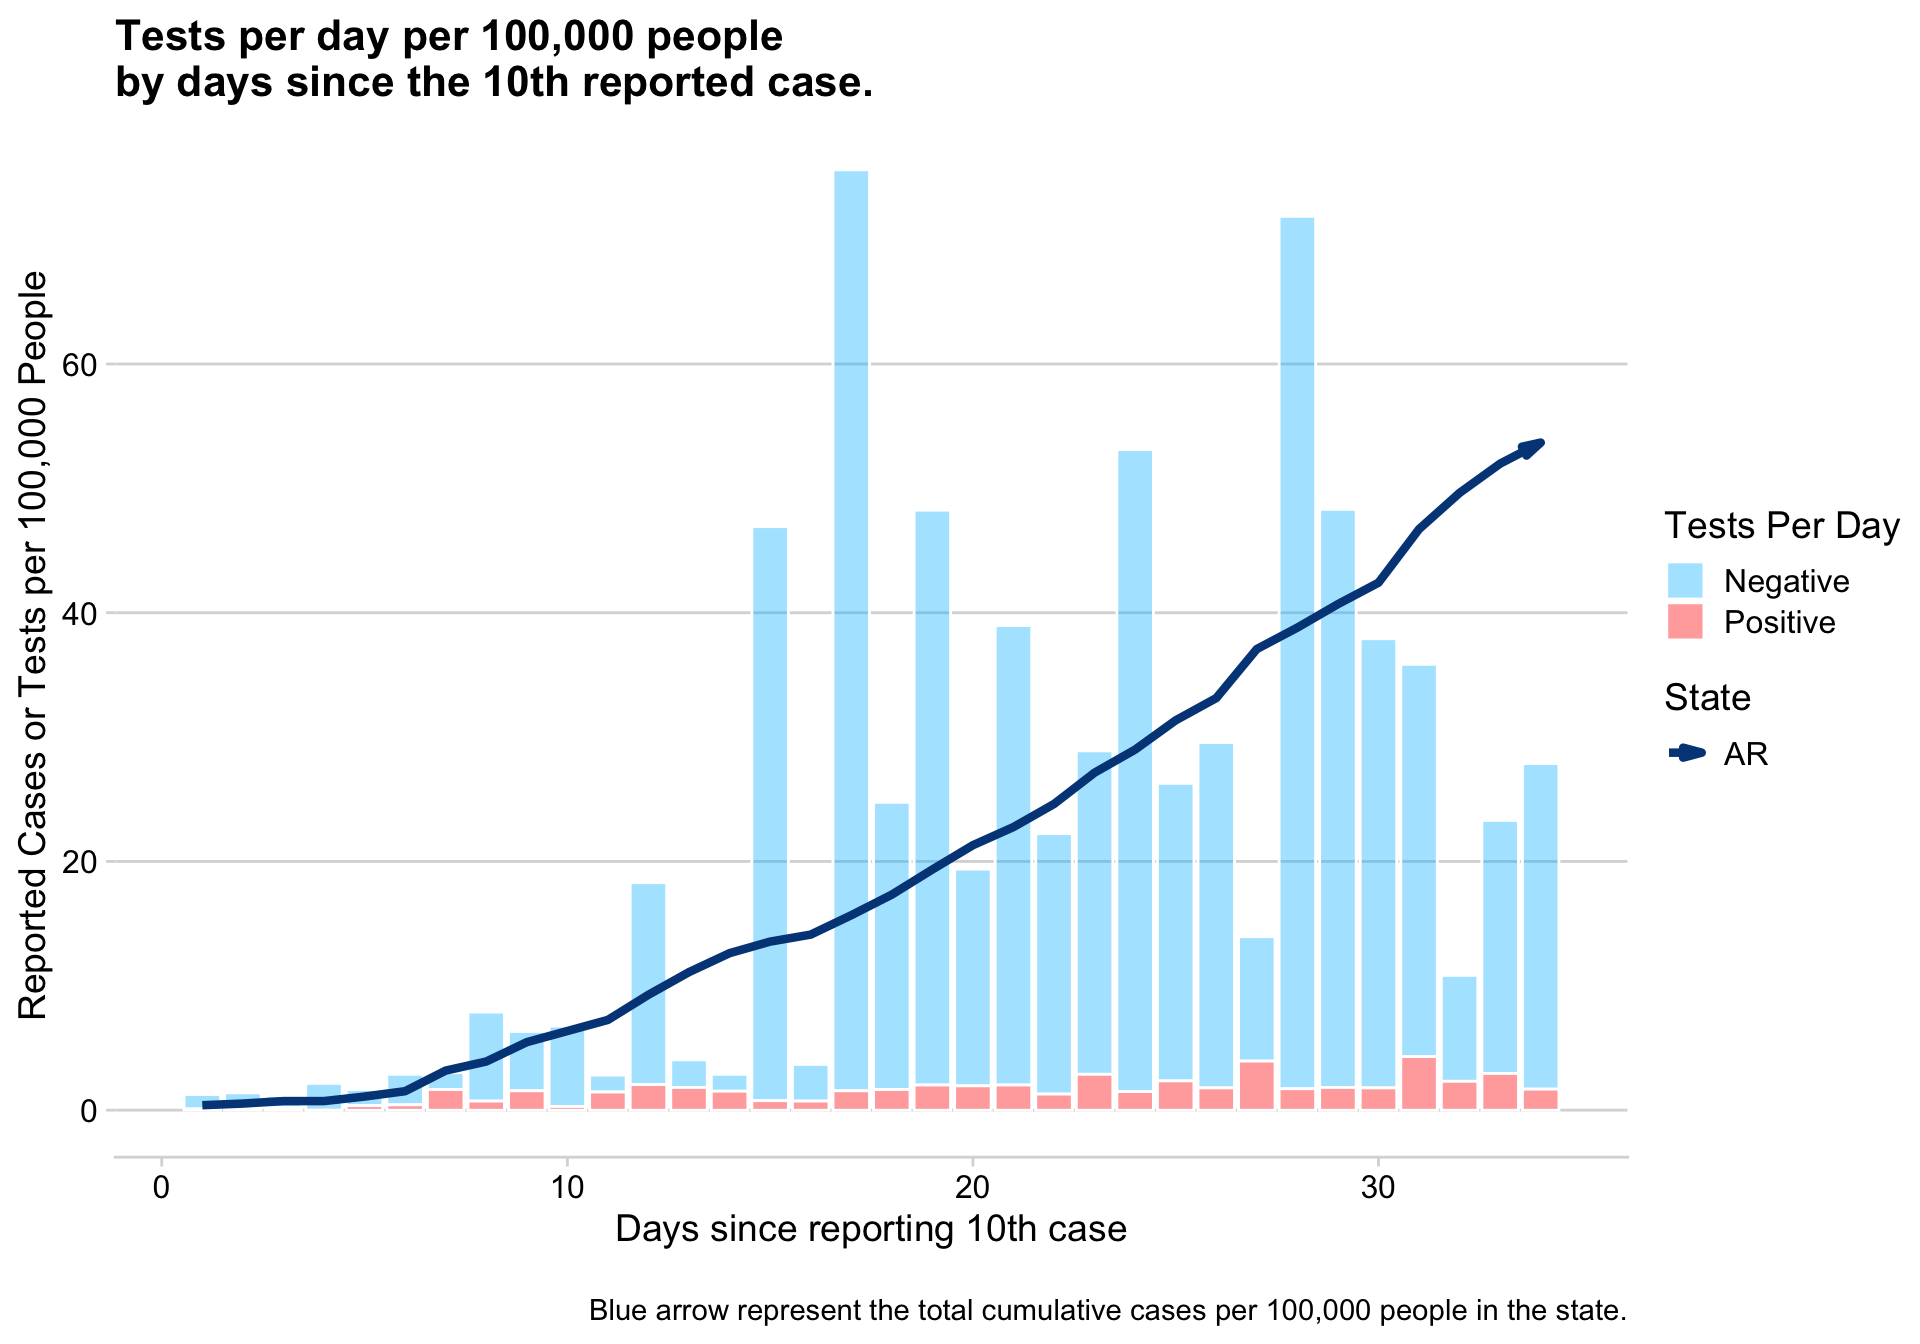 Tests per day per 100,000 people
by days since the 10th reported case.
Reported Cases or Tests per 100,000 People
60
40
20
0
0
10
20
30
Days since reporting 10th case
Tests Per Day
Negative
Positive
State
AR
Blue arrow represent the total cumulative cases per 100,000 people in the state.